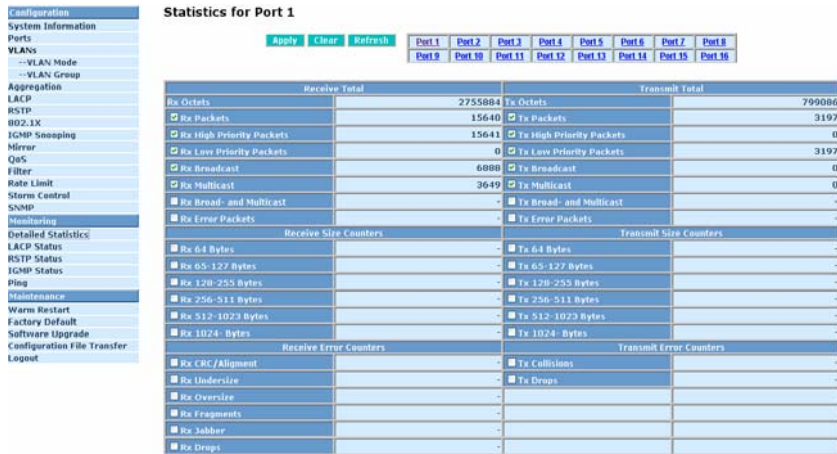 Configuration
System Information
Ports
VLANs
--VLAN Mode
--VLAN Group
Aggregation
LACP
RSTP
802.1X
IGMP Snooping
Mirror
QoS
Filter
Rate Limit
Storm Control
SNMP
Monitoring
Detailed Statistics
LACP Status
RSTP Status
IGMP Status
Ping
Maintenance
Warm Restart
Factory Default
Software Upgrade
Configuration File Transfer
Logout
Statistics for Port 1
Apply Clear Refresh
Port 1 Port 2 Port 3 Port 4 Port 5 Port 6 Port 7 Port 8
Port 9 Port 10 Port 11 Port 12 Port 13 Port 14 Port 15 Port 16
Receive Total Transmit Total
Rx Octets 2755884 Tx Octets 799086
Rx Packets 15640 Tx Packets 3197
Rx High Priority Packets 15641 Tx High Priority Packets 0
Rx Low Priority Packets 0 Tx Low Priority Packets 3197
Rx Broadcast 6888 Tx Broadcast 0
Rx Multicast 3649 Tx Multicast 0
Rx Broad- and Multicast - Tx Broad- and Multicast -
Rx Error Packets - Tx Error Packets -
Receive Size Counters Transmit Size Counters
Rx 64 Bytes - Tx 64 Bytes -
Rx 65-127 Bytes - Tx 65-127 Bytes -
Rx 128-255 Bytes - Tx 128-255 Bytes -
Rx 256-511 Bytes - Tx 256-511 Bytes -
Rx 512-1023 Bytes - Tx 512-1023 Bytes -
Rx 1024- Bytes - Tx 1024- Bytes -
Receive Error Counters Transmit Error Counters
Rx CRC/Aligment - Tx Collisions -
Rx Undersize - Tx Drops -
Rx Oversize -
Rx Fragments -
Rx Jabber -
Rx Drops -